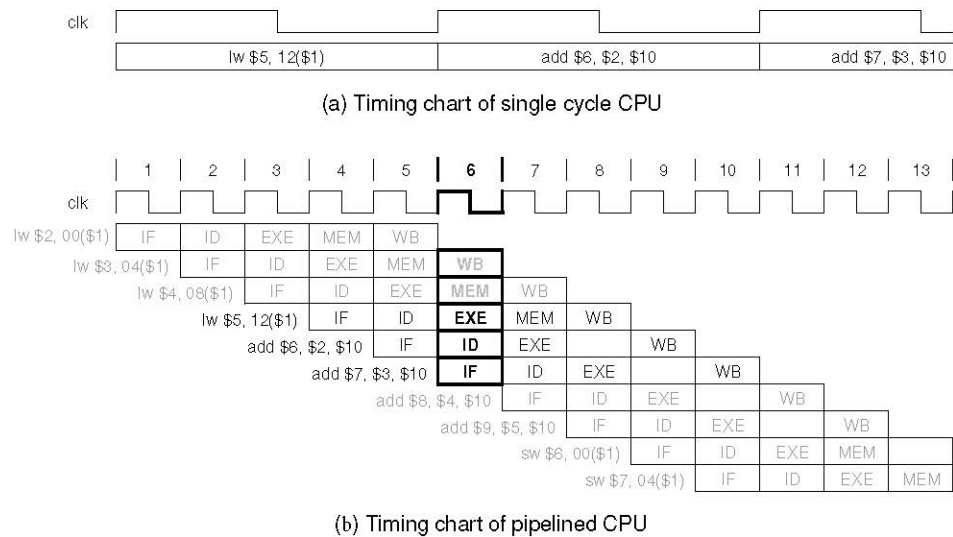 clk
lw $5, 12($1) add $6, $2, $10 add $7, $3, $10
(a) Timing chart of single cycle CPU
1 2 3 4 5 6 7 8 9 10 11 12 13
clk
lw $2, 00($1) IF ID EXE MEM WB
lw $3, 04($1) IF ID EXE MEM WB
lw $4, 08($1) IF ID EXE MEM WB
lw $5, 12($1) IF ID EXE MEM WB
add $6, $2, $10 IF ID EXE WB
add $7, $3, $10 IF ID EXE WB
add $8, $4, $10 IF ID EXE WB
add $9, $5, $10 IF ID EXE WB
sw $6, 00($1) IF ID EXE MEM
sw $7, 04($1) IF ID EXE MEM
(b) Timing chart of pipelined CPU